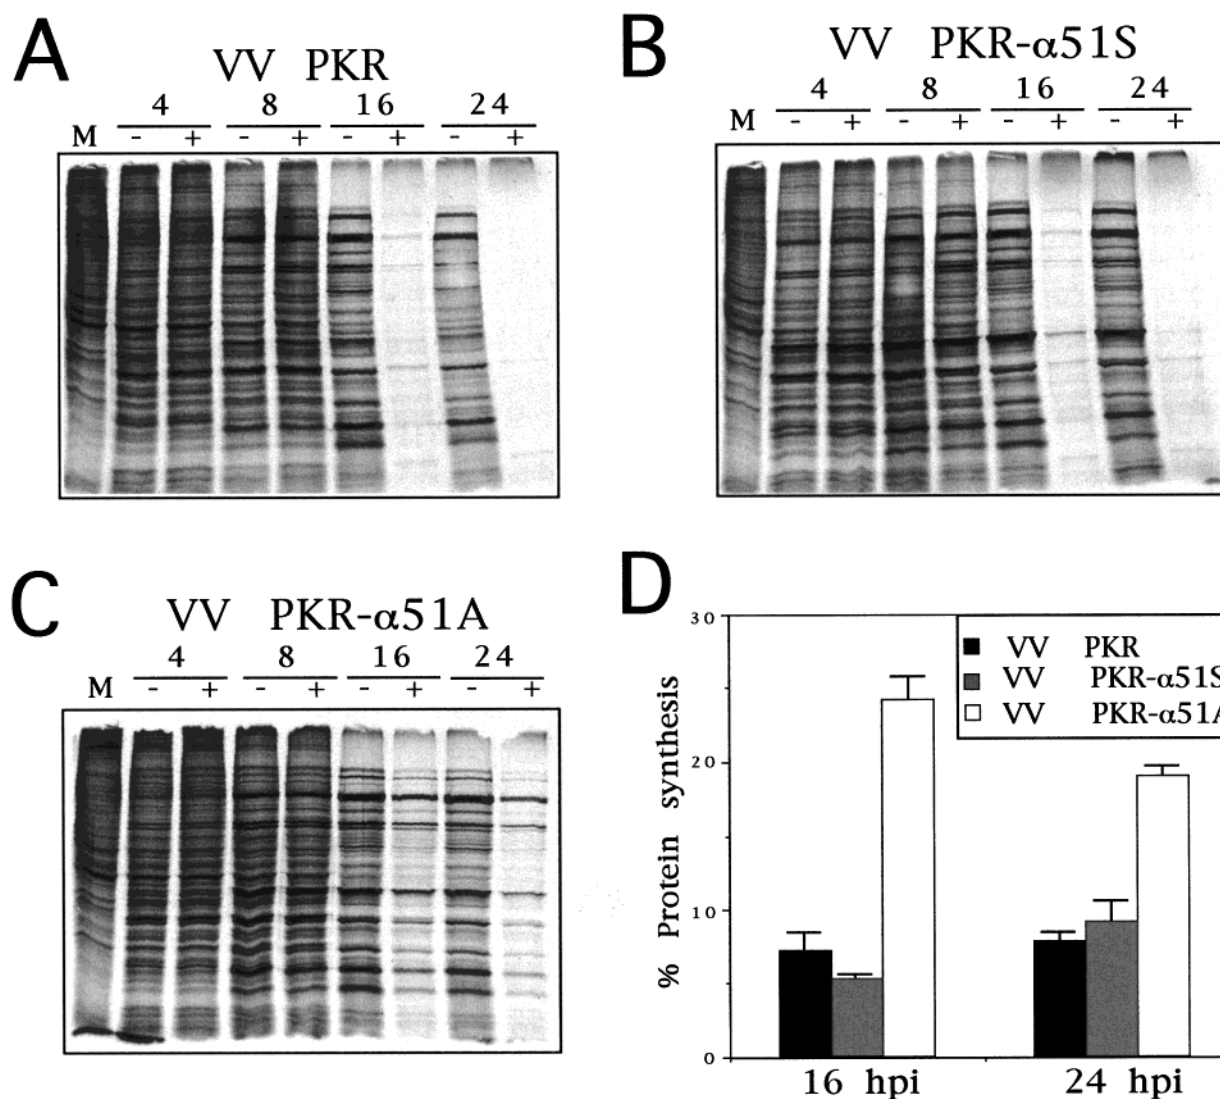 A
VV PKR
4 8 16 24
M - + - + - + - +
B
VV PKR-α51S
4 8 16 24
M - + - + - + - +
C
VV PKR-α51A
4 8 16 24
M - + - + - + - +
D
% Protein synthesis
30
20
10
0
VV PKR
VV PKR-α51S
VV PKR-α51A
16 hpi
24 hpi